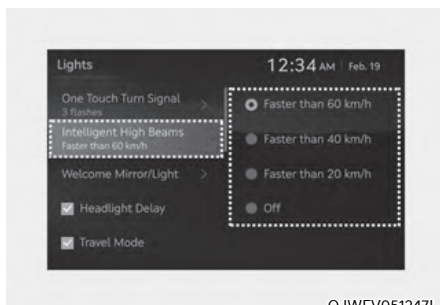 Lights
12:34 AM Feb. 19
One Touch Turn Signal
3 flashes
Intelligent High Beams
Faster than 60 km/h
Welcome Mirror/Light
Headlight Delay
Travel Mode
Faster than 60 km/h
Faster than 40 km/h
Faster than 20 km/h
Off